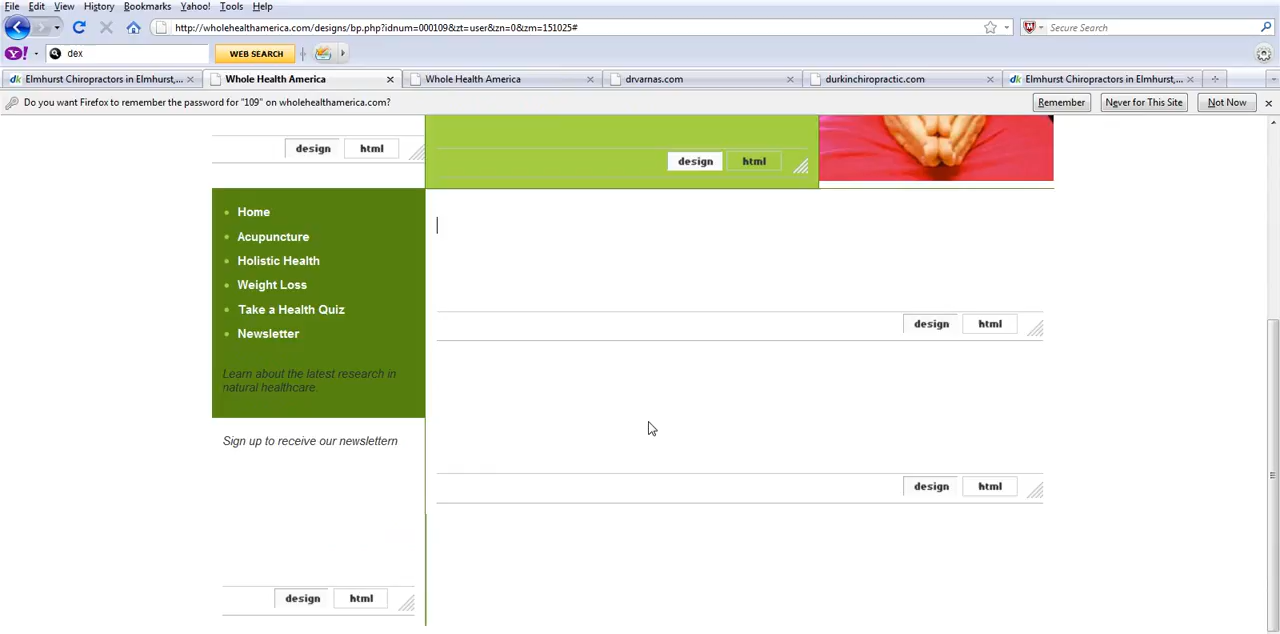 File Edit View History Bookmarks Yahoo! Tools Help
http://wholehealthamerica.com/designs/bp.php?idnum=000109&zt=user&zn=0&zm=151025# Secure Search
Y! dex WEB SEARCH
dk Elmhurst Chiropractors in Elmhurst,... Whole Health America Whole Health America drvarnas.com durkinchiropractic.com dk Elmhurst Chiropractors in Elmhurst,...
Do you want Firefox to remember the password for "109" on wholehealthamerica.com? Remember Never for This Site Not Now
design html
design html
Home
Acupuncture
Holistic Health
Weight Loss
Take a Health Quiz
Newsletter
design html
Learn about the latest research in
natural healthcare.
Sign up to receive our newslettern
design html
design html